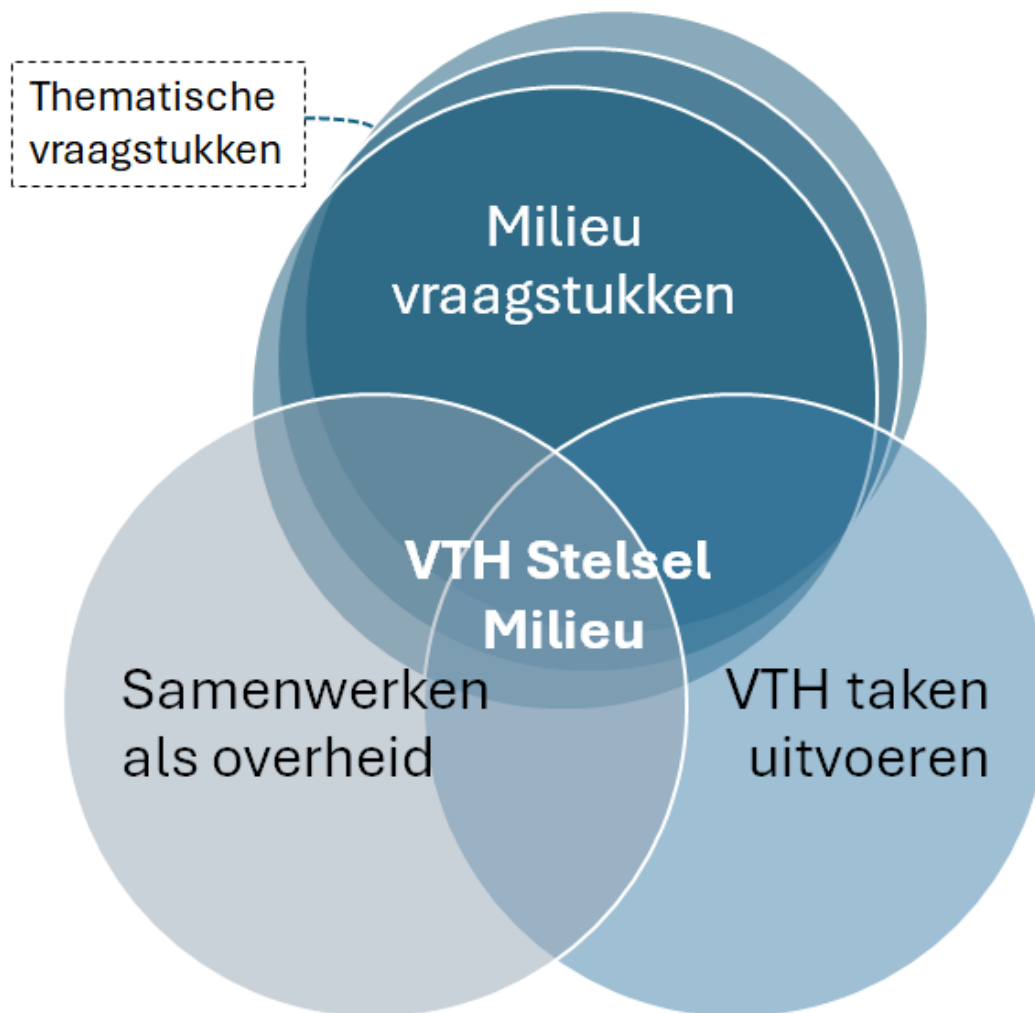 Thematische
vraagstukken
Milieu
vraagstukken
VTH Stelsel
Milieu
Samenwerken
als overheid
VTH taken
uitvoeren